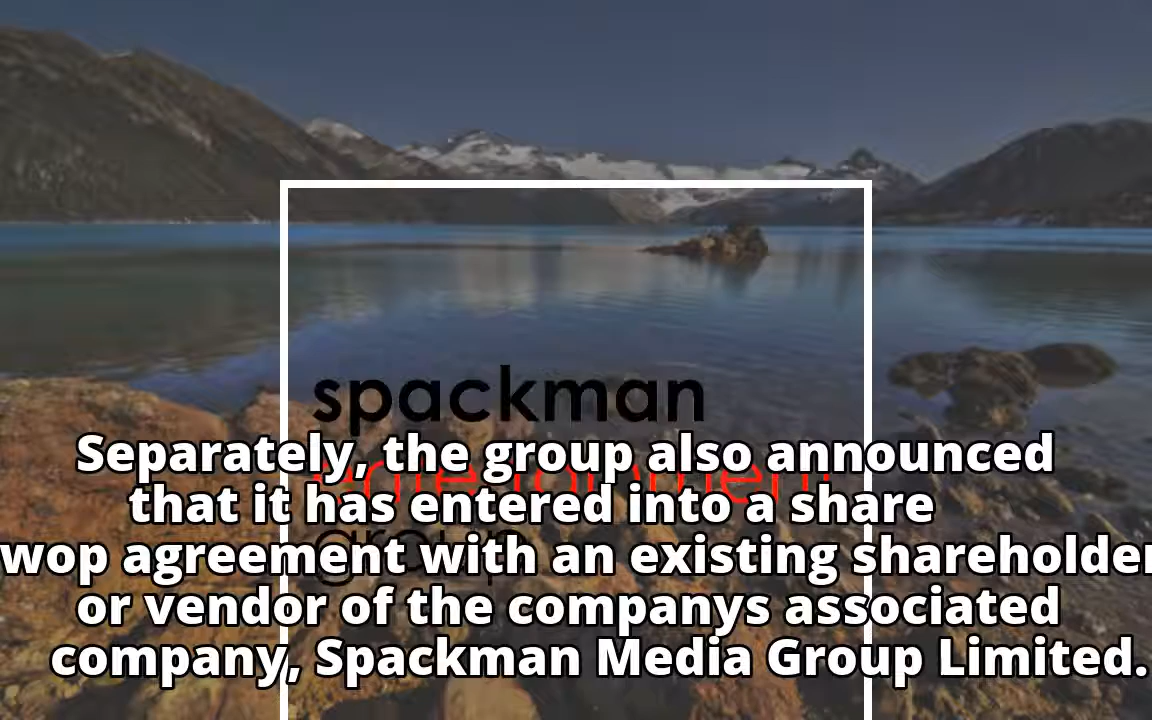 spackman
Separately, the group also announced
that it has entered into a share
wop agreement with an existing shareholder
or vendor of the companys associated
company, Spackman Media Group Limited.